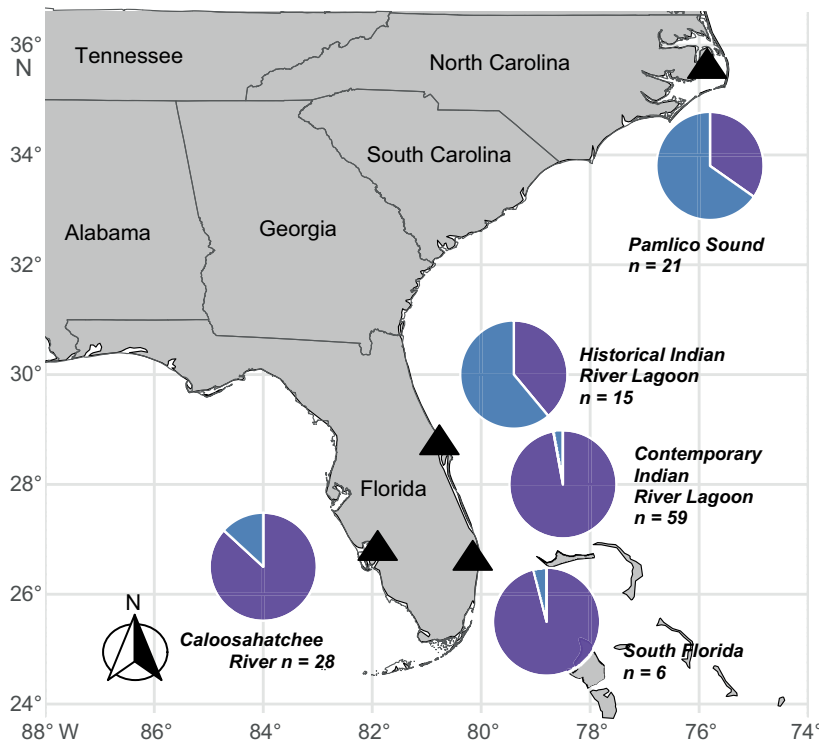 36°
N
Tennessee
North Carolina
34°
South Carolina
Alabama
Georgia
Pamlico Sound
n = 21
32°
30°
Historical Indian
River Lagoon
n = 15
Contemporary
Indian
River Lagoon
n = 59
28°
Florida
26°
N
Caloosahatchee
River n = 28
South Florida
n = 6
24°
88° W
86°
84°
82°
80°
78°
76°
74°